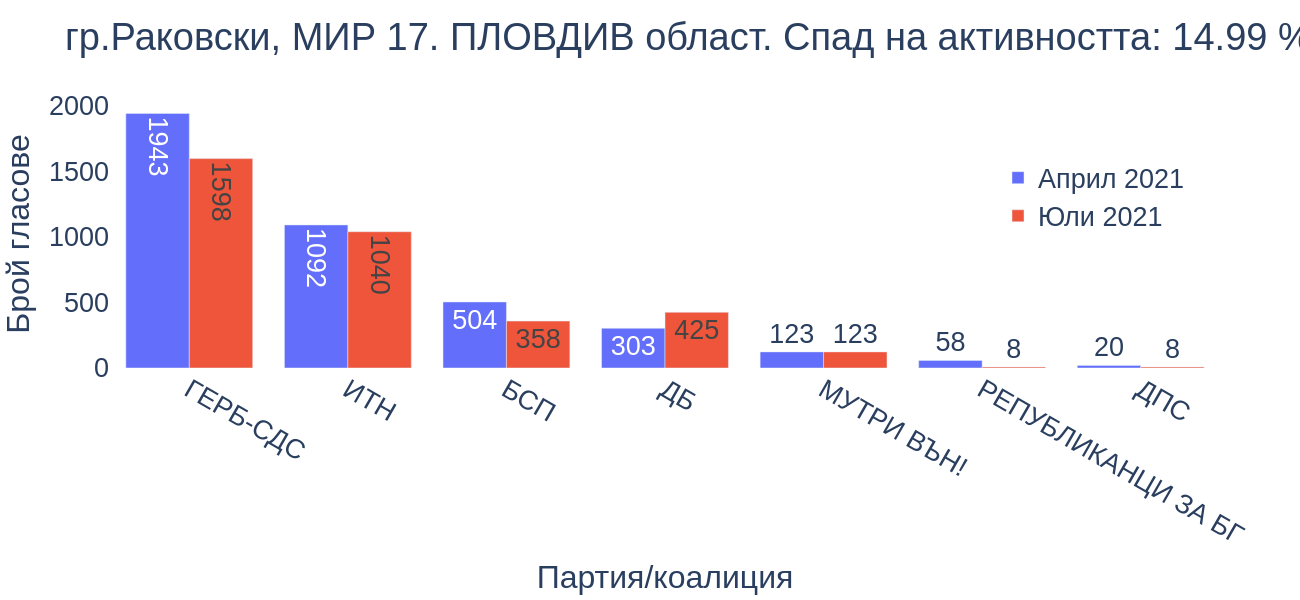 гр.Раковски, МИР 17. ПЛОВДИВ област. Спад на активността: 14.99 %
Брой гласове
2000
1500
1000
500
0
1943
1598
1092
1040
504
358
303
425
123
123
58
8
20
8
Април 2021
Юли 2021
ГЕРБ-СДС
ИТН
БСП
ДБ
МУТРИ ВЪН!
РЕПУБЛИКАНЦИ ЗА БГ
ДПС
Партия/коалиция